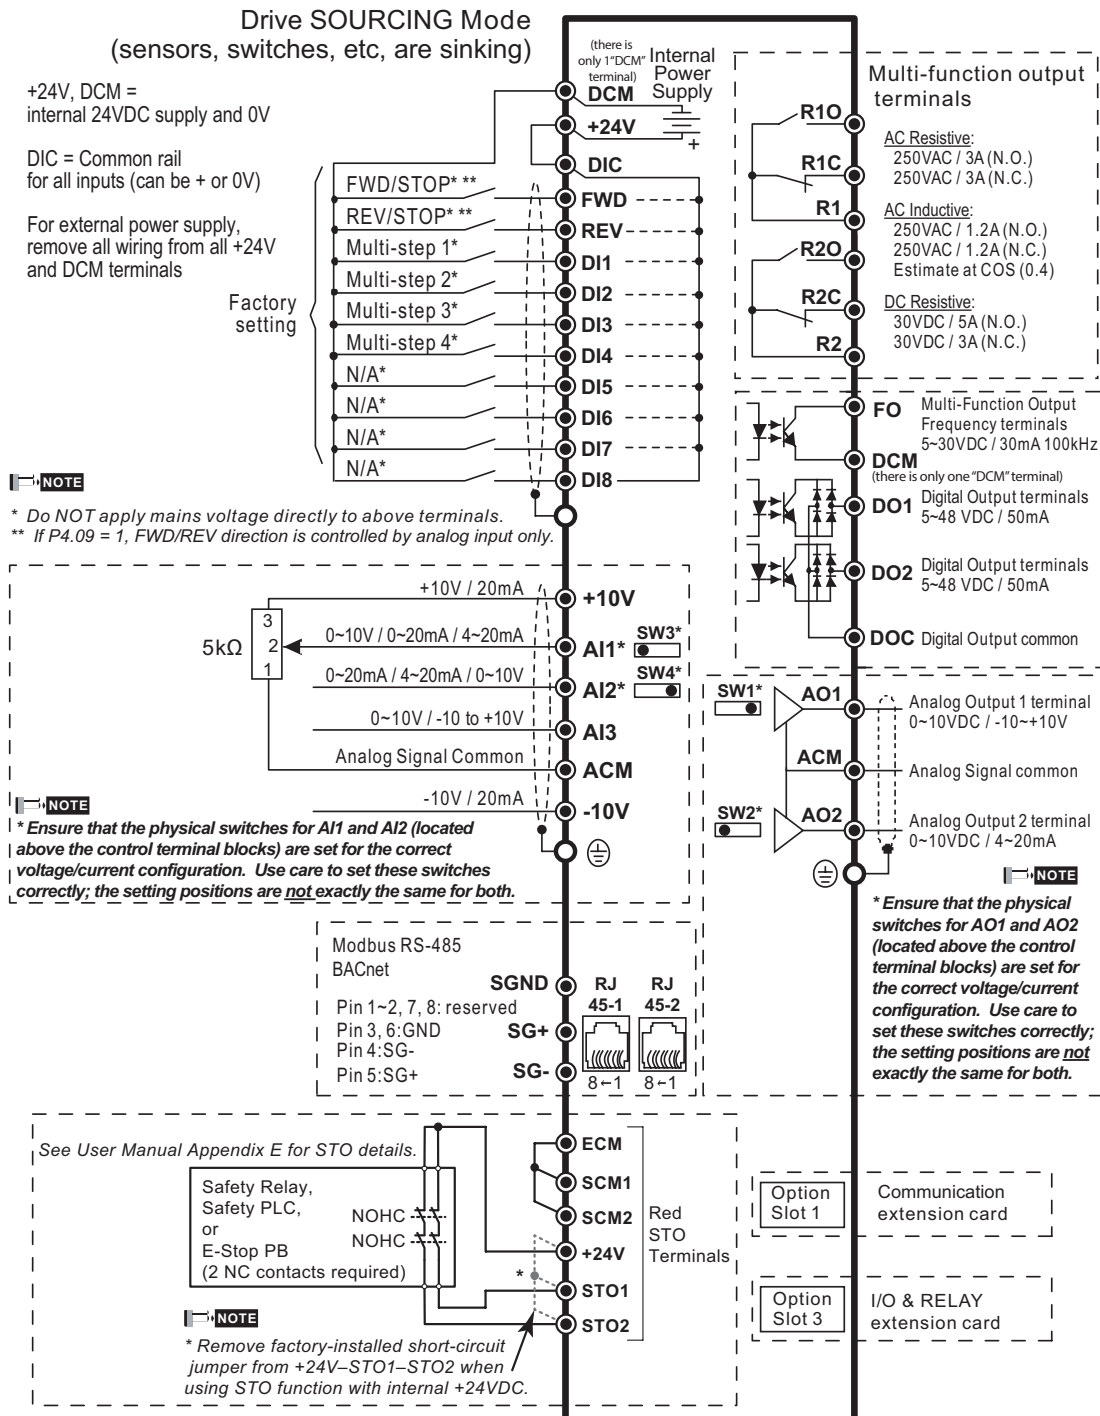 Drive SOURCING Mode
(sensors, switches, etc, are sinking)
+24V, DCM =
internal 24VDC supply and 0V
DIC = Common rail
for all inputs (can be + or 0V)
For external power supply,
remove all wiring from all +24V
and DCM terminals
(there is
only 1"DCM"
terminal)
Internal
Power
Supply
DCM
+24V
+
DIC
Factory
setting
FWD/STOP* **
FWD
REV/STOP* **
REV
Multi-step 1*
DI1
Multi-step 2*
DI2
Multi-step 3*
DI3
Multi-step 4*
DI4
N/A*
DI5
N/A*
DI6
N/A*
DI7
N/A*
DI8
NOTE
* Do NOT apply mains voltage directly to above terminals.
** If P4.09 = 1, FWD/REV direction is controlled by analog input only.
Multi-function output
terminals
R1O
R1C
R1
R2O
R2C
R2
AC Resistive:
250VAC / 3A (N.O.)
250VAC / 3A (N.C.)
AC Inductive:
250VAC / 1.2A (N.O.)
250VAC / 1.2A (N.C.)
Estimate at COS (0.4)
DC Resistive:
30VDC / 5A (N.O.)
30VDC / 3A (N.C.)
FO
Multi-Function Output
Frequency terminals
5~30VDC / 30mA 100kHz
DCM
(there is only one "DCM" terminal)
DO1
Digital Output terminals
5~48 VDC / 50mA
DO2
Digital Output terminals
5~48 VDC / 50mA
DOC
Digital Output common
5kΩ
3
2
1
+10V / 20mA
+10V
0~10V / 0~20mA / 4~20mA
AI1*
SW3*
0~20mA / 4~20mA / 0~10V
AI2*
SW4*
0~10V / -10 to +10V
AI3
Analog Signal Common
ACM
-10V / 20mA
-10V
NOTE
* Ensure that the physical switches for AI1 and AI2 (located
above the control terminal blocks) are set for the correct
voltage/current configuration. Use care to set these switches
correctly; the setting positions are not exactly the same for both.
SW1*
AO1
Analog Output 1 terminal
0~10VDC / -10~+10V
ACM
Analog Signal common
SW2*
AO2
Analog Output 2 terminal
0~10VDC / 4~20mA
NOTE
* Ensure that the physical
switches for AO1 and AO2
(located above the control
terminal blocks) are set for
the correct voltage/current
configuration. Use care to
set these switches correctly;
the setting positions are not
exactly the same for both.
Modbus RS-485
BACnet
Pin 1~2, 7, 8: reserved
Pin 3, 6:GND
Pin 4:SG-
Pin 5:SG+
SGND
SG+
SG-
RJ
45-1
8←1
RJ
45-2
8←1
See User Manual Appendix E for STO details.
Safety Relay,
Safety PLC,
or
E-Stop PB
(2 NC contacts required)
NOHC
NOHC
ECM
SCM1
SCM2
+24V
*
STO1
STO2
Red
STO
Terminals
NOTE
* Remove factory-installed short-circuit
jumper from +24V–STO1–STO2 when
using STO function with internal +24VDC.
Option
Slot 1
Communication
extension card
Option
Slot 3
I/O & RELAY
extension card